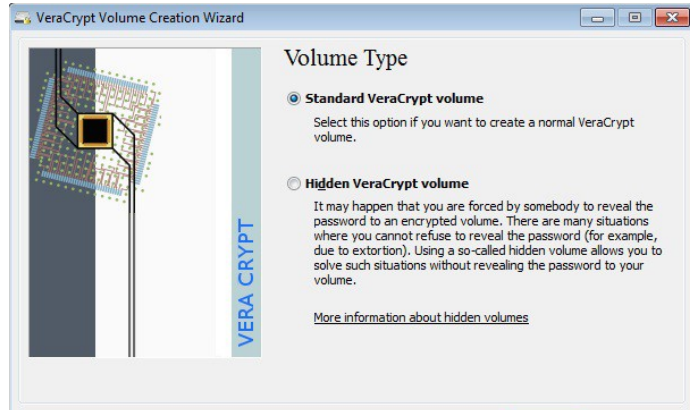 VeraCrypt Volume Creation Wizard
Volume Type
Standard VeraCrypt volume
Select this option if you want to create a normal VeraCrypt
volume.
Hidden VeraCrypt volume
It may happen that you are forced by somebody to reveal the
password to an encrypted volume. There are many situations
where you cannot refuse to reveal the password (for example,
due to extortion). Using a so-called hidden volume allows you to
solve such situations without revealing the password to your
volume.
More information about hidden volumes
VERA CRYPT